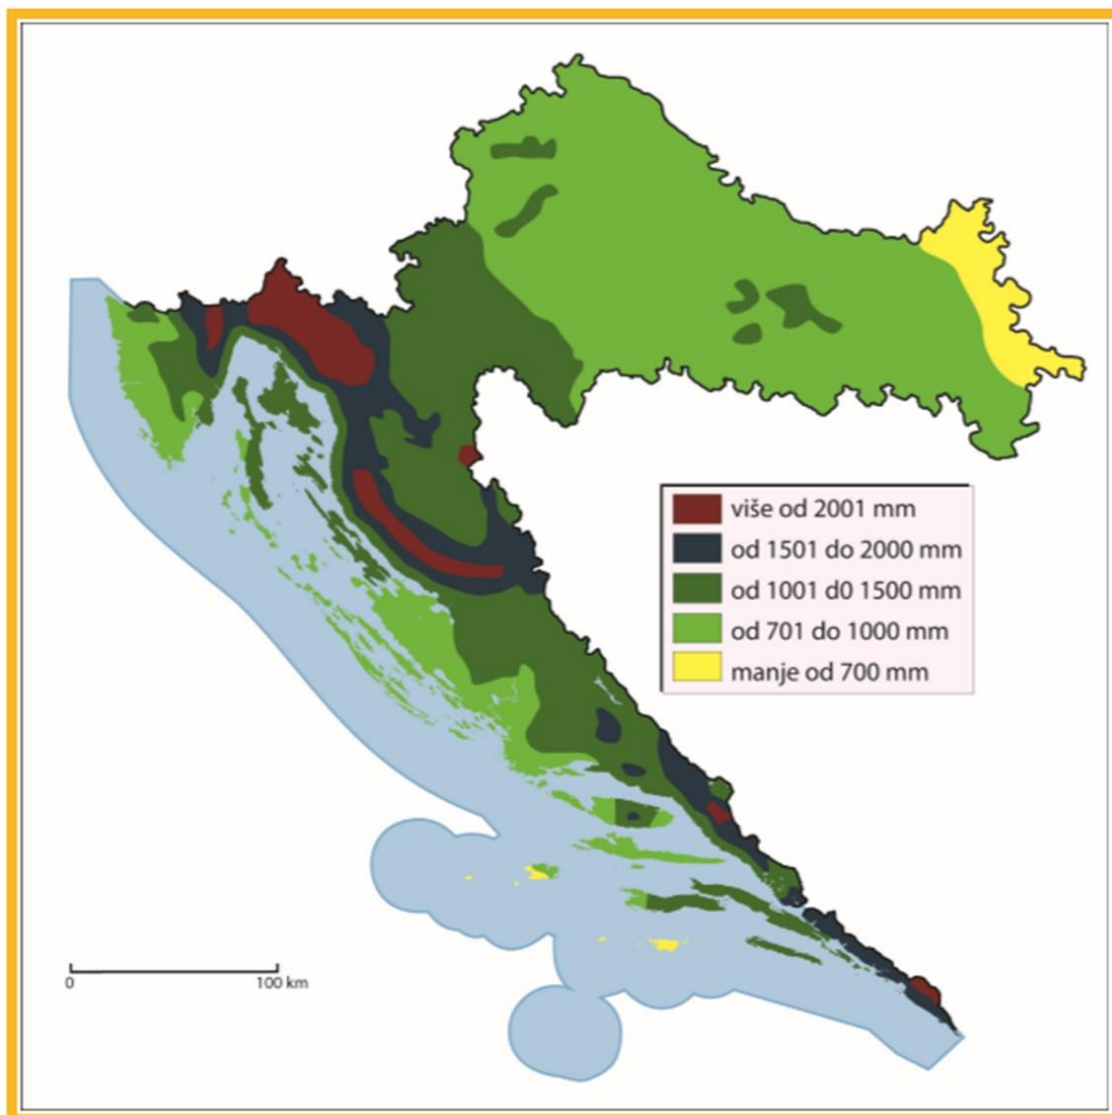 više od 2001 mm
od 1501 do 2000 mm
od 1001 d0 1500 mm
od 701 do 1000 mm
manje od 700 mm
0 100 km